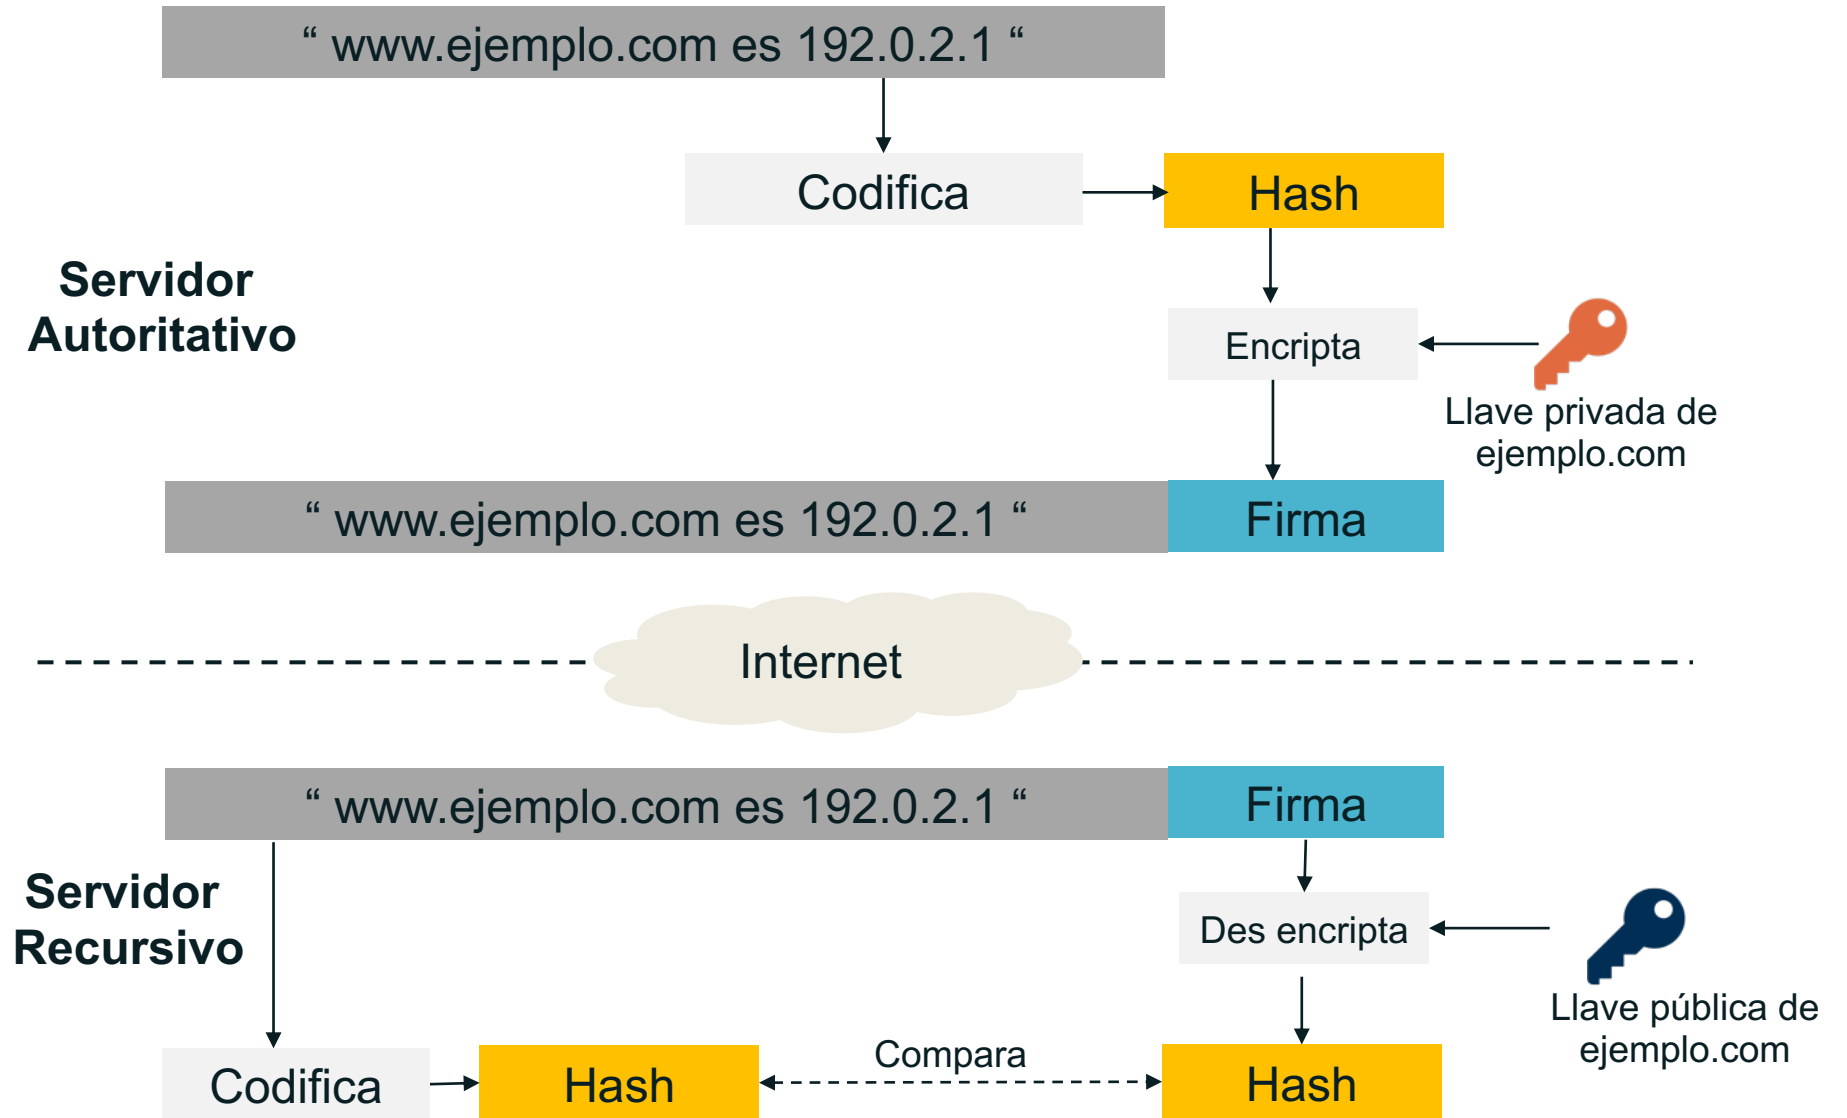 “ www.ejemplo.com es 192.0.2.1 “
Codifica
Hash
Servidor
Autoritativo
Encripta
Llave privada de
ejemplo.com
“ www.ejemplo.com es 192.0.2.1 “
Firma
Internet
“ www.ejemplo.com es 192.0.2.1 “
Firma
Servidor
Recursivo
Des encripta
Llave pública de
ejemplo.com
Codifica
Hash
Compara
Hash